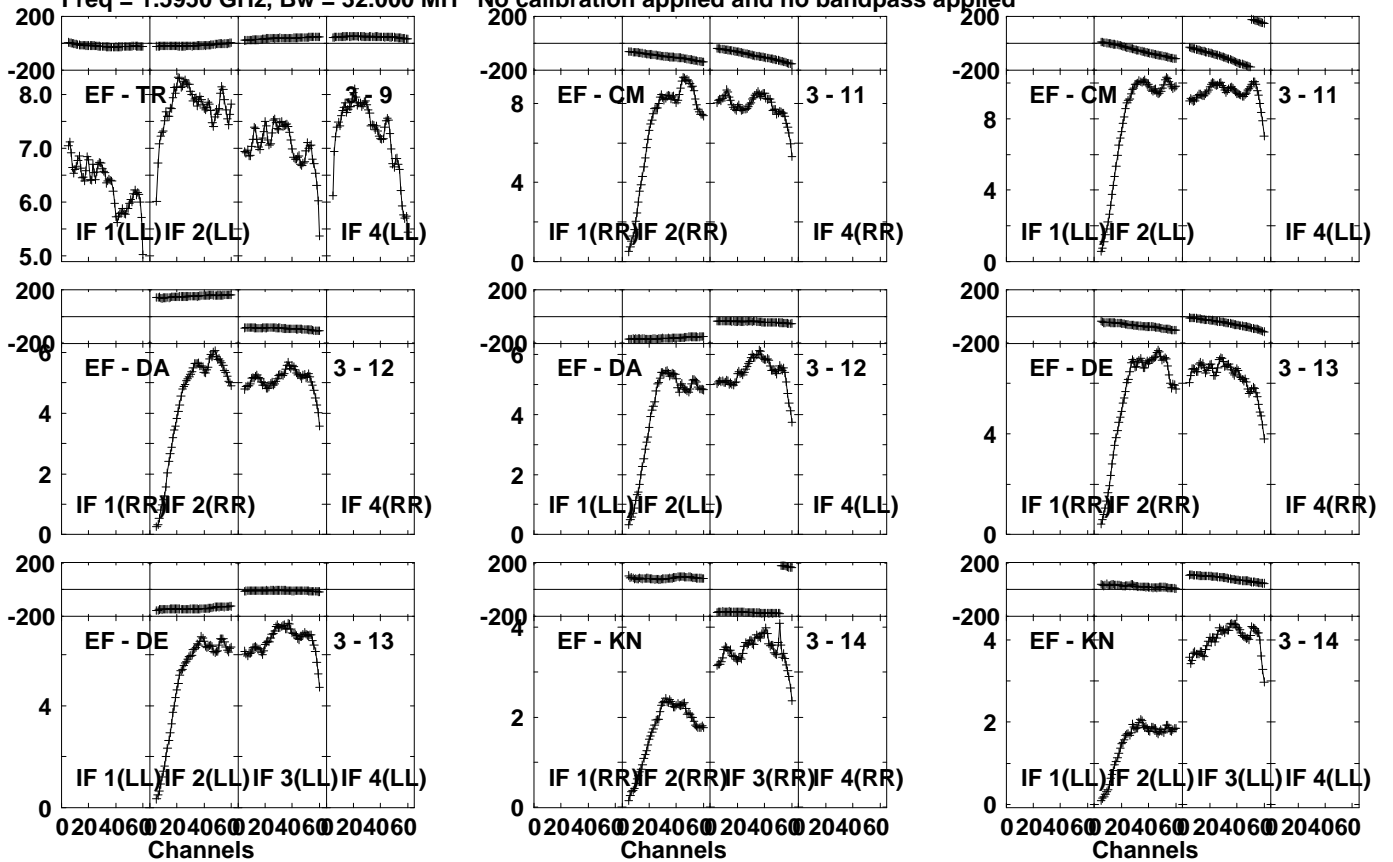 Freq = 1.5950 GHz, Bw = 32.000 MH No calibration applied and no bandpass applied
200
-200
EF - TR
3 - 9
8.0
7.0
6.0
5.0
IF 1(LL) IF 2(LL) IF 4(LL)
200
-200
EF - CM
3 - 11
8
4
0
IF 1(RR) IF 2(RR) IF 4(RR)
200
-200
EF - CM
3 - 11
8
4
0
IF 1(LL) IF 2(LL) IF 4(LL)
200
-200
EF - DA
3 - 12
6
4
2
0
IF 1(RR) IF 2(RR) IF 4(RR)
200
-200
EF - DA
3 - 12
6
4
2
0
IF 1(LL) IF 2(LL) IF 4(LL)
200
-200
EF - DE
3 - 13
4
0
IF 1(RR) IF 2(RR) IF 4(RR)
200
-200
EF - DE
3 - 13
4
0
IF 1(LL) IF 2(LL) IF 3(LL) IF 4(LL)
0 20 40 60 0 20 40 60 0 20 40 60 0 20 40 60
Channels
200
-200
EF - KN
3 - 14
4
2
0
IF 1(RR) IF 2(RR) IF 3(RR) IF 4(RR)
0 20 40 60 0 20 40 60 0 20 40 60 0 20 40 60
Channels
200
-200
EF - KN
3 - 14
4
2
0
IF 1(LL) IF 2(LL) IF 3(LL) IF 4(LL)
0 20 40 60 0 20 40 60 0 20 40 60 0 20 40 60
Channels